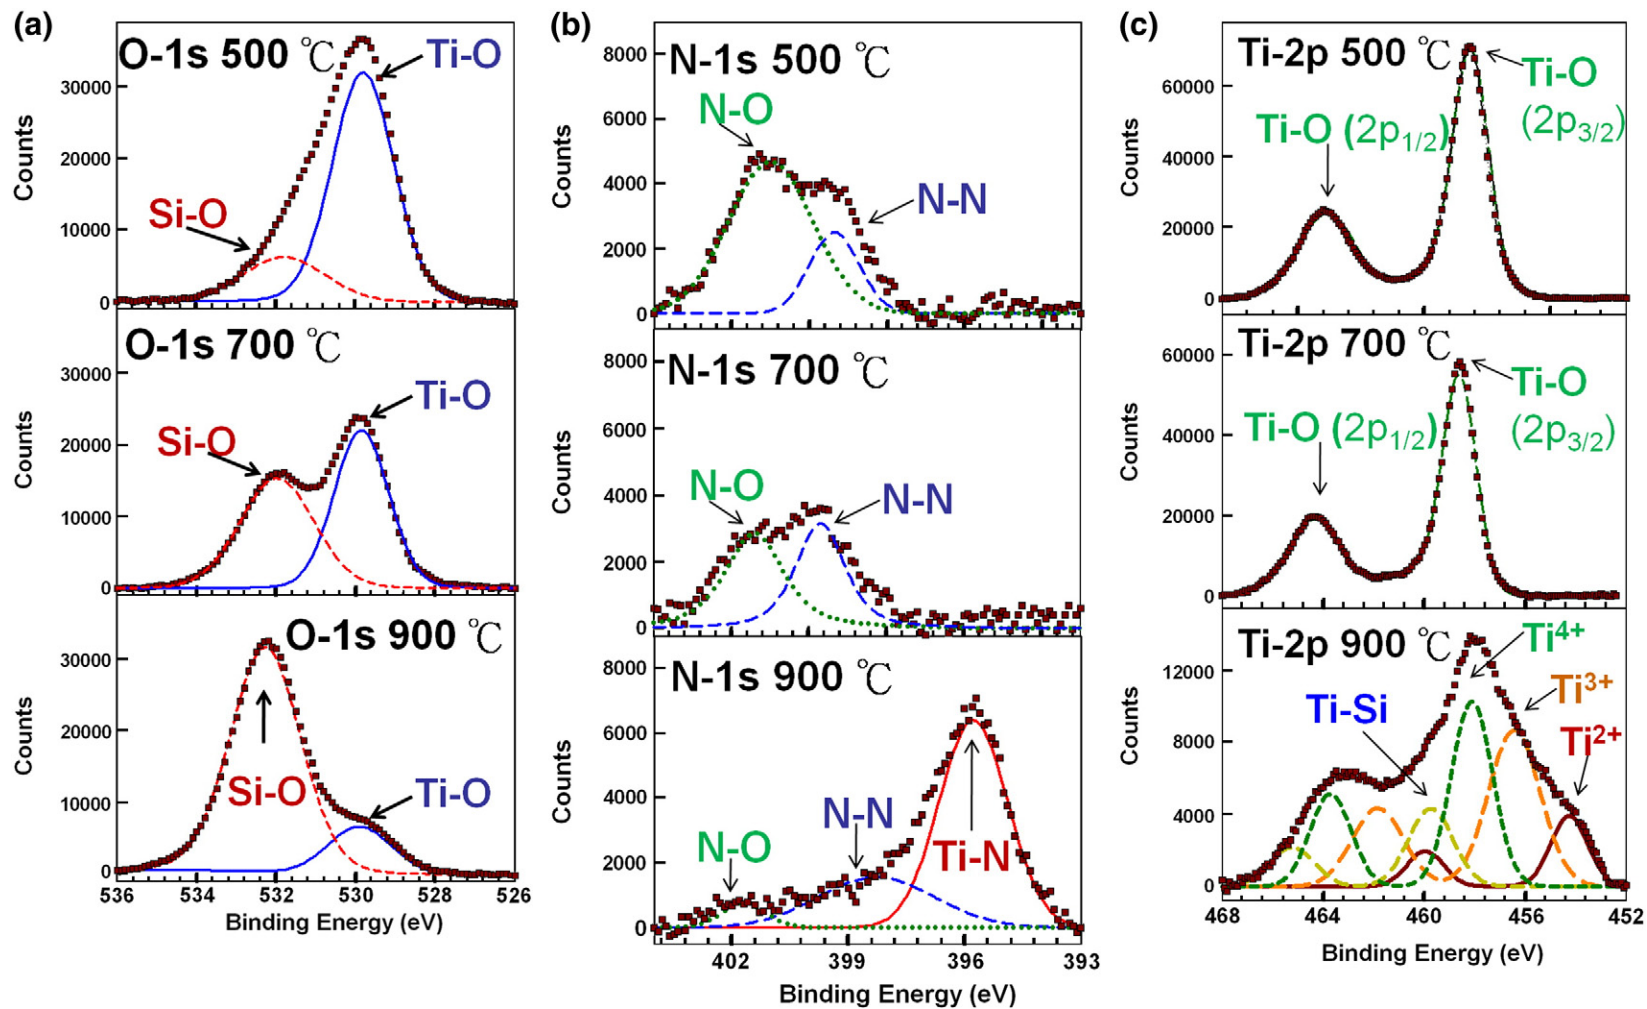 (a)
O-1s 500 ℃
Ti-O
Si-O
Counts
30000
20000
10000
0
O-1s 700 ℃
Ti-O
Si-O
Counts
30000
20000
10000
0
O-1s 900 ℃
Si-O
Ti-O
Counts
30000
20000
10000
0
536 534 532 530 528 526
Binding Energy (eV)
(b)
N-1s 500 ℃
N-O
N-N
Counts
8000
6000
4000
2000
0
N-1s 700 ℃
N-O
N-N
Counts
8000
6000
4000
2000
0
N-1s 900 ℃
N-O
N-N
Ti-N
Counts
8000
6000
4000
2000
0
402 399 396 393
Binding Energy (eV)
(c)
Ti-2p 500 ℃
Ti-O
(2p3/2)
Ti-O (2p1/2)
Counts
60000
40000
20000
0
Ti-2p 700 ℃
Ti-O
(2p3/2)
Ti-O (2p1/2)
Counts
60000
40000
20000
0
Ti-2p 900 ℃
Ti4+
Ti3+
Ti-Si
Ti2+
Counts
12000
8000
4000
0
468 464 460 456 452
Binding Energy (eV)